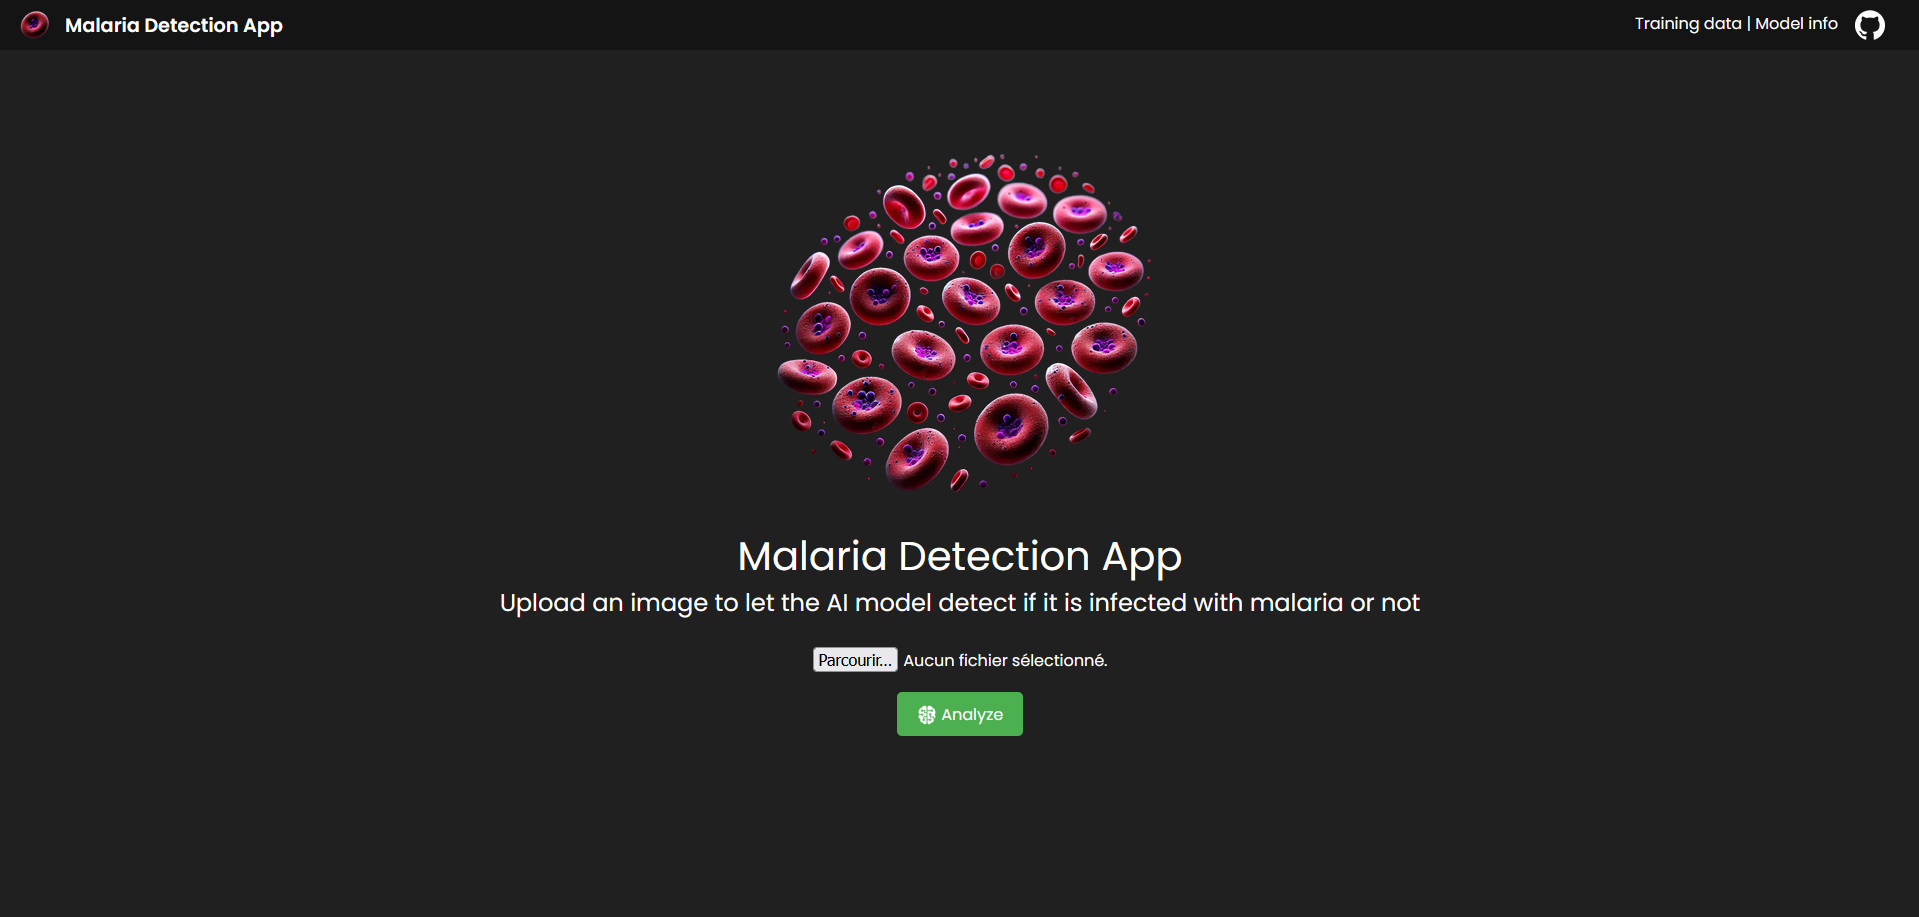 Malaria Detection App
Training data | Model info
Malaria Detection App
Upload an image to let the AI model detect if it is infected with malaria or not
Parcourir... Aucun fichier sélectionné.
Analyze